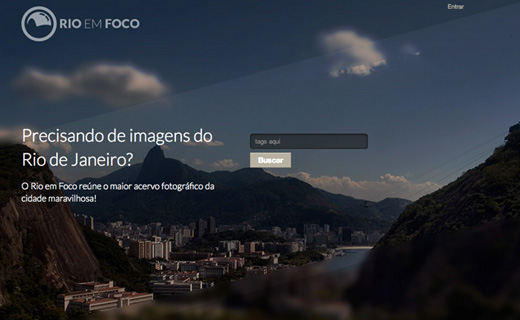 RIO EM FOCO
Entrar
Precisando de imagens do
Rio de Janeiro?
tags aqui
Buscar
O Rio em Foco reúne o maior acervo fotográfico da
cidade maravilhosa!